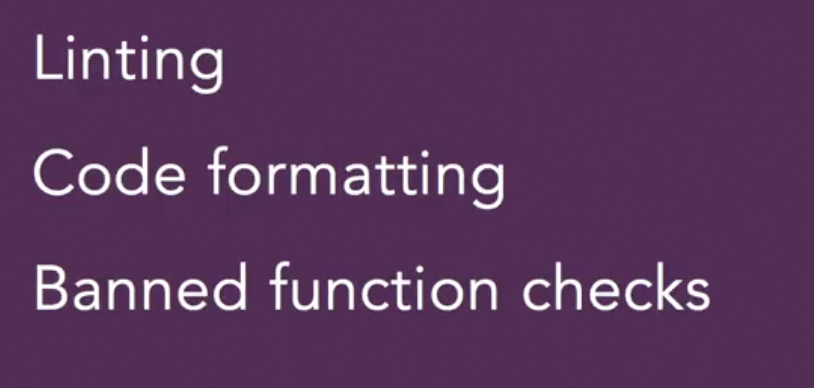 Linting
Code formatting
Banned function checks